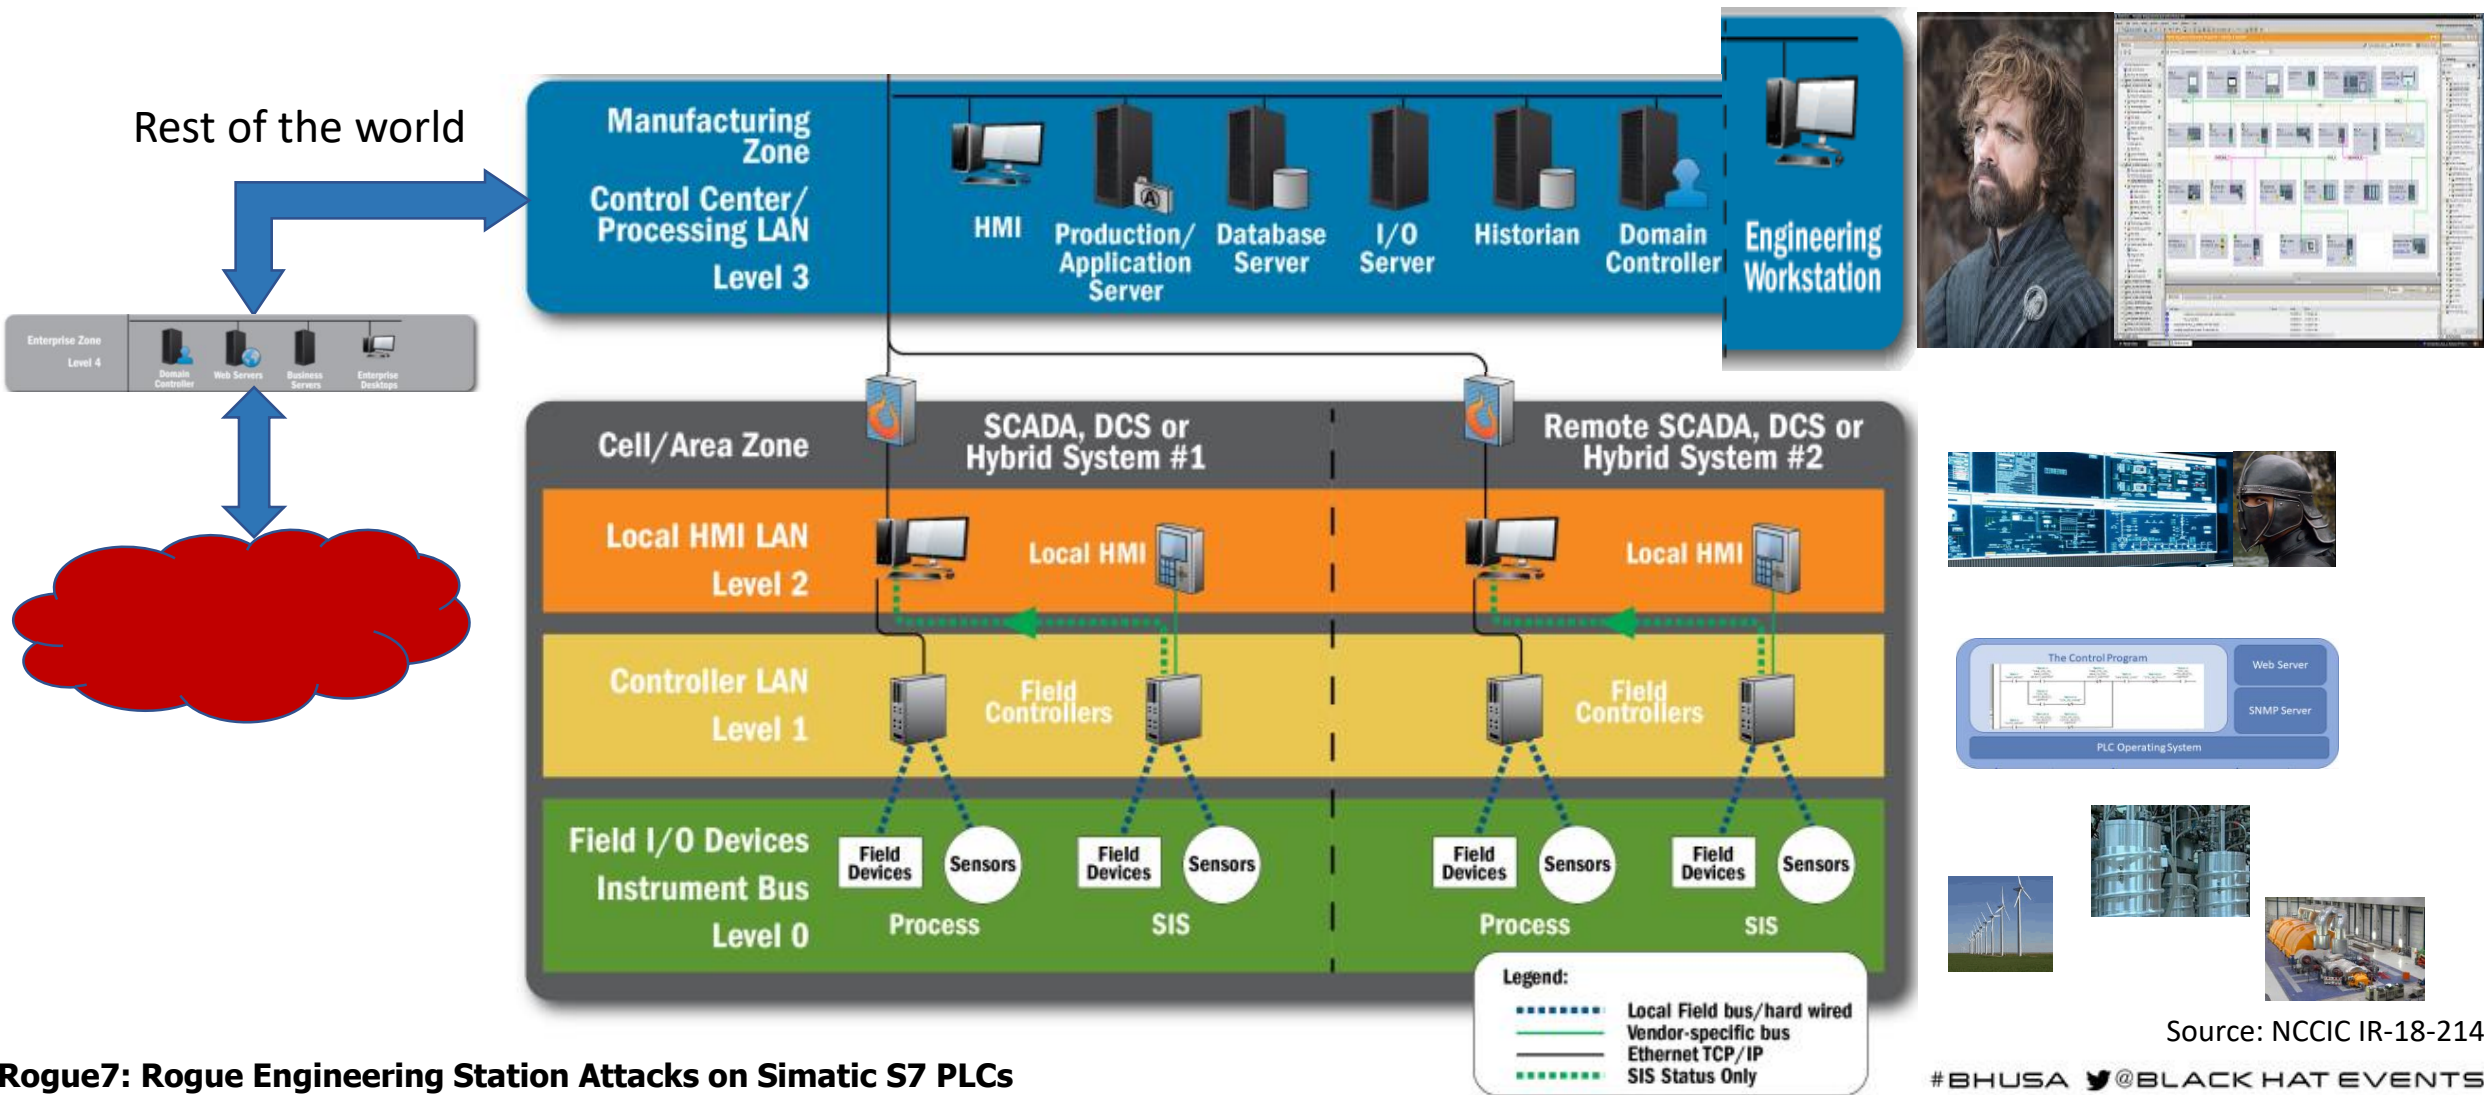 Rest of the world
Manufacturing
Zone
Control Center/
Processing LAN
Level 3
HMI
Production/
Application
Server
Database
Server
I/O
Server
Historian
Domain
Controller
Engineering
Workstation
Enterprise Zone
Level 4
Domain
Controller
Web Servers
Business
Servers
Enterprise
Desktops
Cell/Area Zone
SCADA, DCS or
Hybrid System #1
Remote SCADA, DCS or
Hybrid System #2
Local HMI LAN
Level 2
Local HMI
Local HMI
Controller LAN
Level 1
Field
Controllers
Field
Controllers
The Control Program
Web Server
SNMP Server
PLC Operating System
Field I/O Devices
Instrument Bus
Level 0
Field
Devices
Sensors
Process
Field
Devices
Sensors
SIS
Field
Devices
Sensors
Process
Field
Devices
Sensors
SIS
Legend:
Local Field bus/hard wired
Vendor-specific bus
Ethernet TCP/IP
SIS Status Only
Source: NCCIC IR-18-214
Rogue7: Rogue Engineering Station Attacks on Simatic S7 PLCs
#BHUSA @BLACK HAT EVENTS